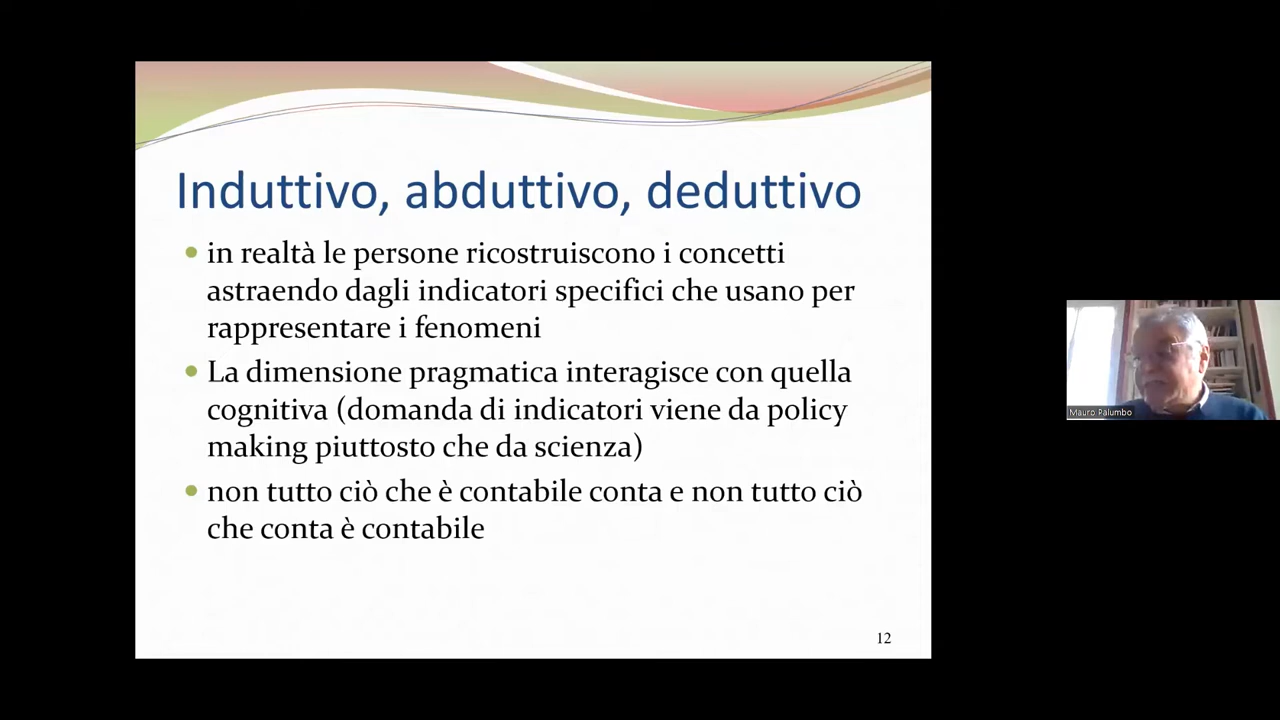 Induttivo, abduttivo, deduttivo
in realtà le persone ricostruiscono i concetti
astraendo dagli indicatori specifici che usano per
rappresentare i fenomeni
La dimensione pragmatica interagisce con quella
cognitiva (domanda di indicatori viene da policy
making piuttosto che da scienza)
non tutto ciò che è contabile conta e non tutto ciò
che conta è contabile
12
Mauro Palumbo